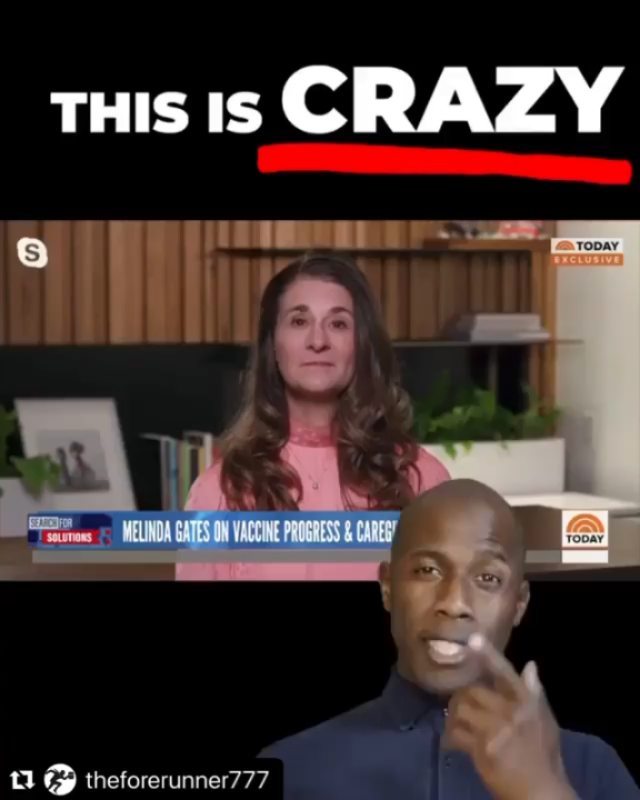 THIS IS CRAZY
S
TODAY
EXCLUSIVE
SEARCH FOR
SOLUTIONS
MELINDA GATES ON VACCINE PROGRESS & CAREG
TODAY
theforerunner777